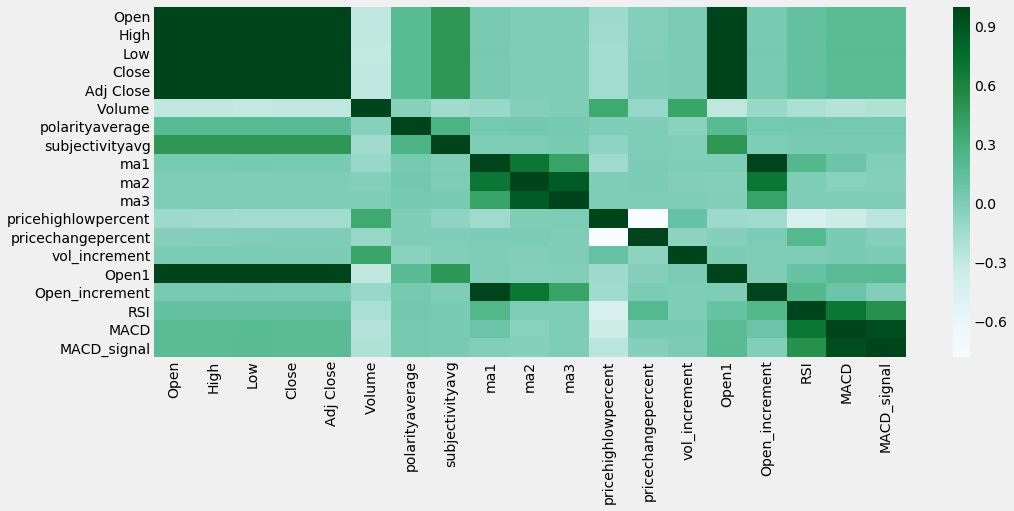 Open
High
Low
Close
Adj Close
Volume
polarityaverage
subjectivityavg
ma1
ma2
ma3
pricehighlowpercent
pricechangepercent
vol_increment
Open1
Open_increment
RSI
MACD
MACD_signal
Open
High
Low
Close
Adj Close
Volume
polarityaverage
subjectivityavg
ma1
ma2
ma3
pricehighlowpercent
pricechangepercent
vol_increment
Open1
Open_increment
RSI
MACD
MACD_signal
0.9
0.6
0.3
0.0
−0.3
−0.6